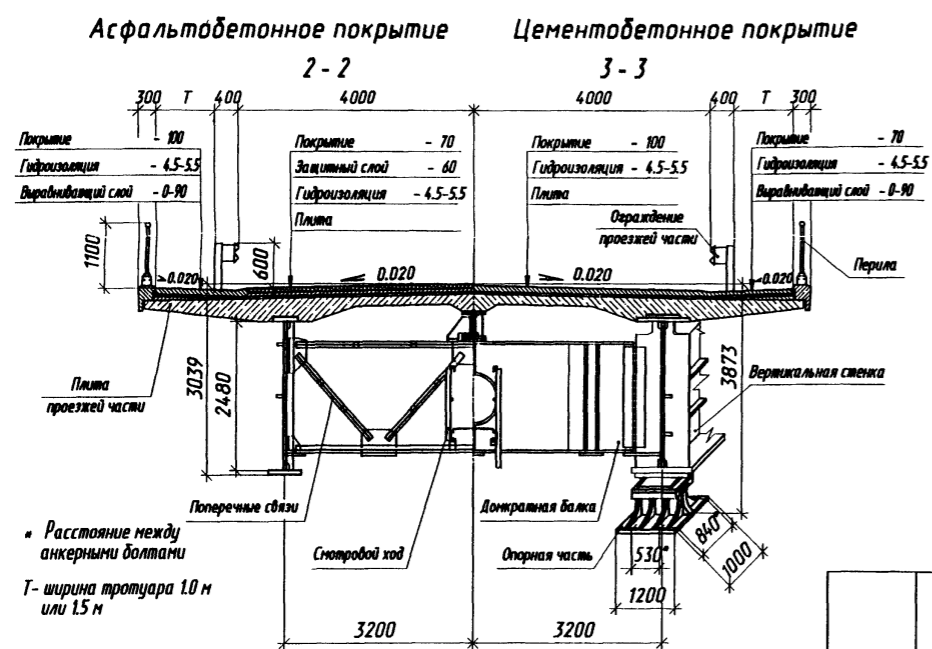 Асфальтобетонное покрытие
Цементобетонное покрытие
2 - 2
3 - 3
300 Т 400 4000 4000 400 Т 300
Покрытие - 100
Гидроизоляция - 4.5-5.5
Выравнивающий слой - 0-90
Покрытие - 70
Защитный слой - 60
Гидроизоляция - 4.5-5.5
Плита
Покрытие - 100
Гидроизоляция - 4.5-5.5
Плита
Покрытие - 70
Гидроизоляция - 4.5-5.5
Выравнивающий слой - 0-90
Ограждение
проезжей части
1100
600
0.020
0.020
0.020
0.020
Перила
Плита
проезжей части
3039
2480
3873
Вертикальная стенка
Поперечные связи
Смотровой ход
Домкратная балка
Опорная часть
530*
1200
840*
1000
* Расстояние между
анкерными болтами
Т- ширина тротуара 1.0 м
или 1.5 м
3200 3200